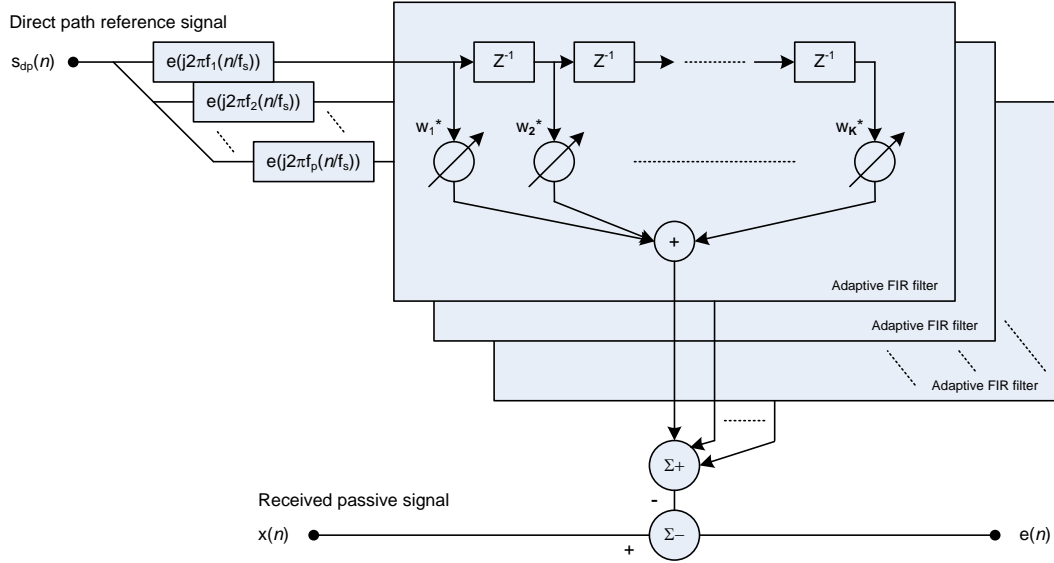 Direct path reference signal
s_dp(n)
e(j2πf₁(n/fₛ))
e(j2πf₂(n/fₛ))
e(j2πfₚ(n/fₛ))
Z⁻¹
Z⁻¹
Z⁻¹
w₁*
w₂*
w_K*
+
Adaptive FIR filter
Adaptive FIR filter
Adaptive FIR filter
Σ+
-
Received passive signal
x(n)
+
Σ−
e(n)